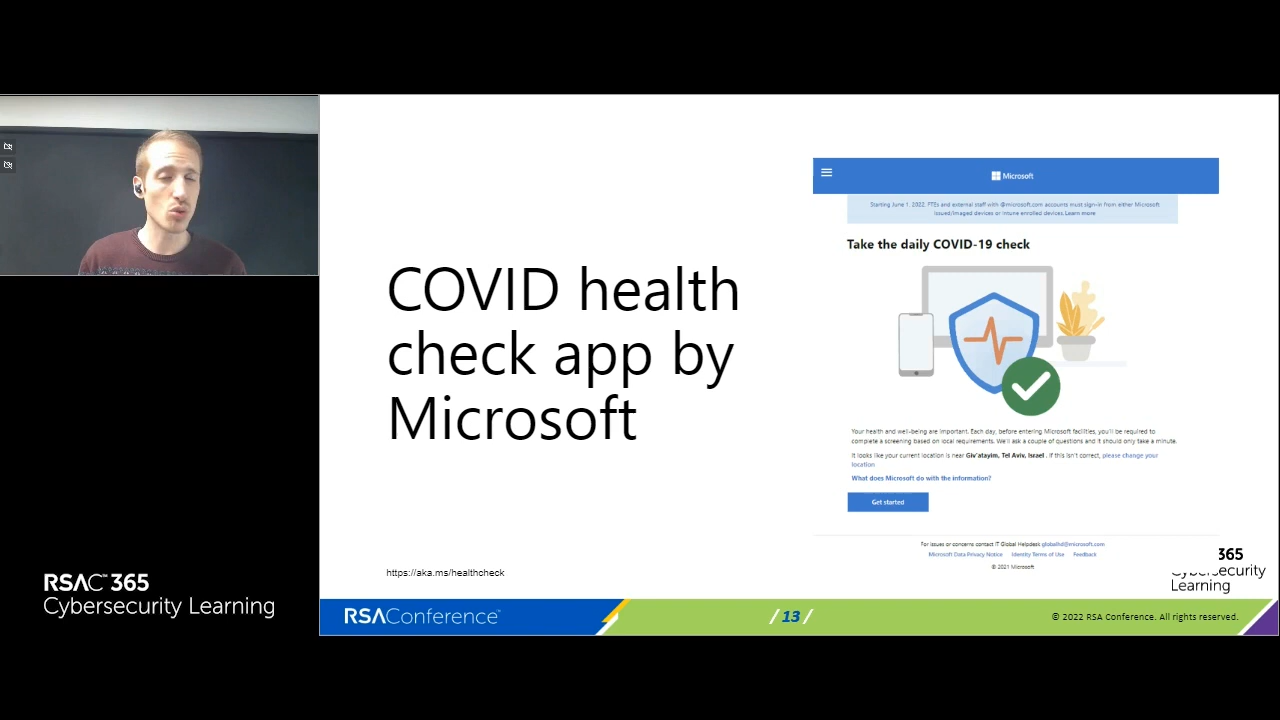 COVID health
check app by
Microsoft
https://aka.ms/healthcheck
Microsoft
Starting June 1, 2022, FTEs and external staff with @microsoft.com accounts must sign-in from either Microsoft
issued/imaged devices or Intune enrolled devices. Learn more
Take the daily COVID-19 check
Your health and well-being are important. Each day, before entering Microsoft facilities, you'll be required to
complete a screening based on local requirements. We'll ask a couple of questions and it should only take a minute.
It looks like your current location is near Giv'atayim, Tel Aviv, Israel . If this isn't correct, please change your
location
What does Microsoft do with the information?
Get started
For issues or concerns contact IT Global Helpdesk globalhd@microsoft.com
Microsoft Data Privacy Notice Identity Terms of Use Feedback
© 2021 Microsoft
365
Cybersecurity
Learning
RSAC™ 365
Cybersecurity Learning
RSAConference™
/ 13 /
© 2022 RSA Conference. All rights reserved.